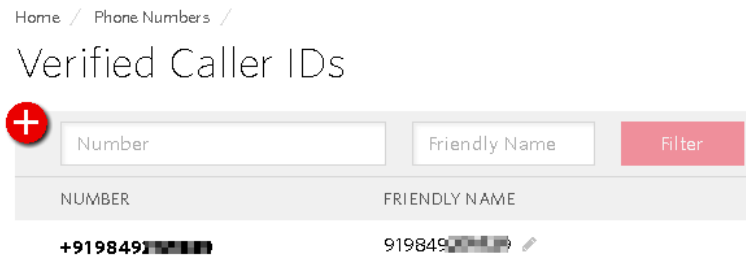 Home / Phone Numbers /
Verified Caller IDs
Number Friendly Name Filter
NUMBER FRIENDLY NAME
+919849 919849